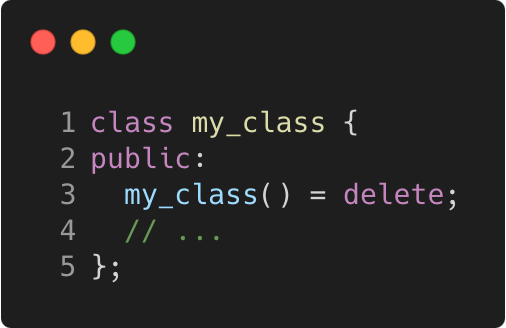 1 class my_class {
2 public:
3   my_class() = delete;
4   // ...
5 };